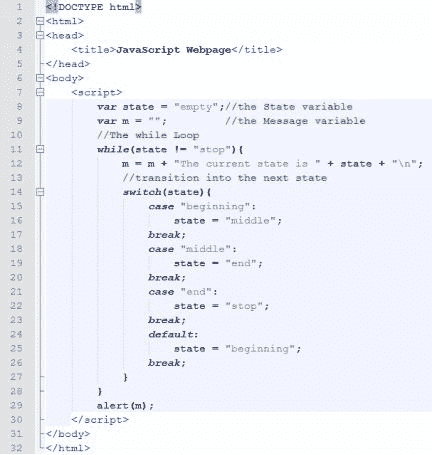 1 <!DOCTYPE html>
2 <html>
3 <head>
4 <title>JavaScript Webpage</title>
5 </head>
6 <body>
7 <script>
8 var state = "empty";//the State variable
9 var m = ""; //the Message variable
10 //The while Loop
11 while(state != "stop"){
12 m = m + "The current state is " + state + "\n";
13 //transition into the next state
14 switch(state){
15 case "beginning":
16 state = "middle";
17 break;
18 case "middle":
19 state = "end";
20 break;
21 case "end":
22 state = "stop";
23 break;
24 default:
25 state = "beginning";
26 break;
27 }
28 }
29 alert(m);
30 </script>
31 </body>
32 </html>